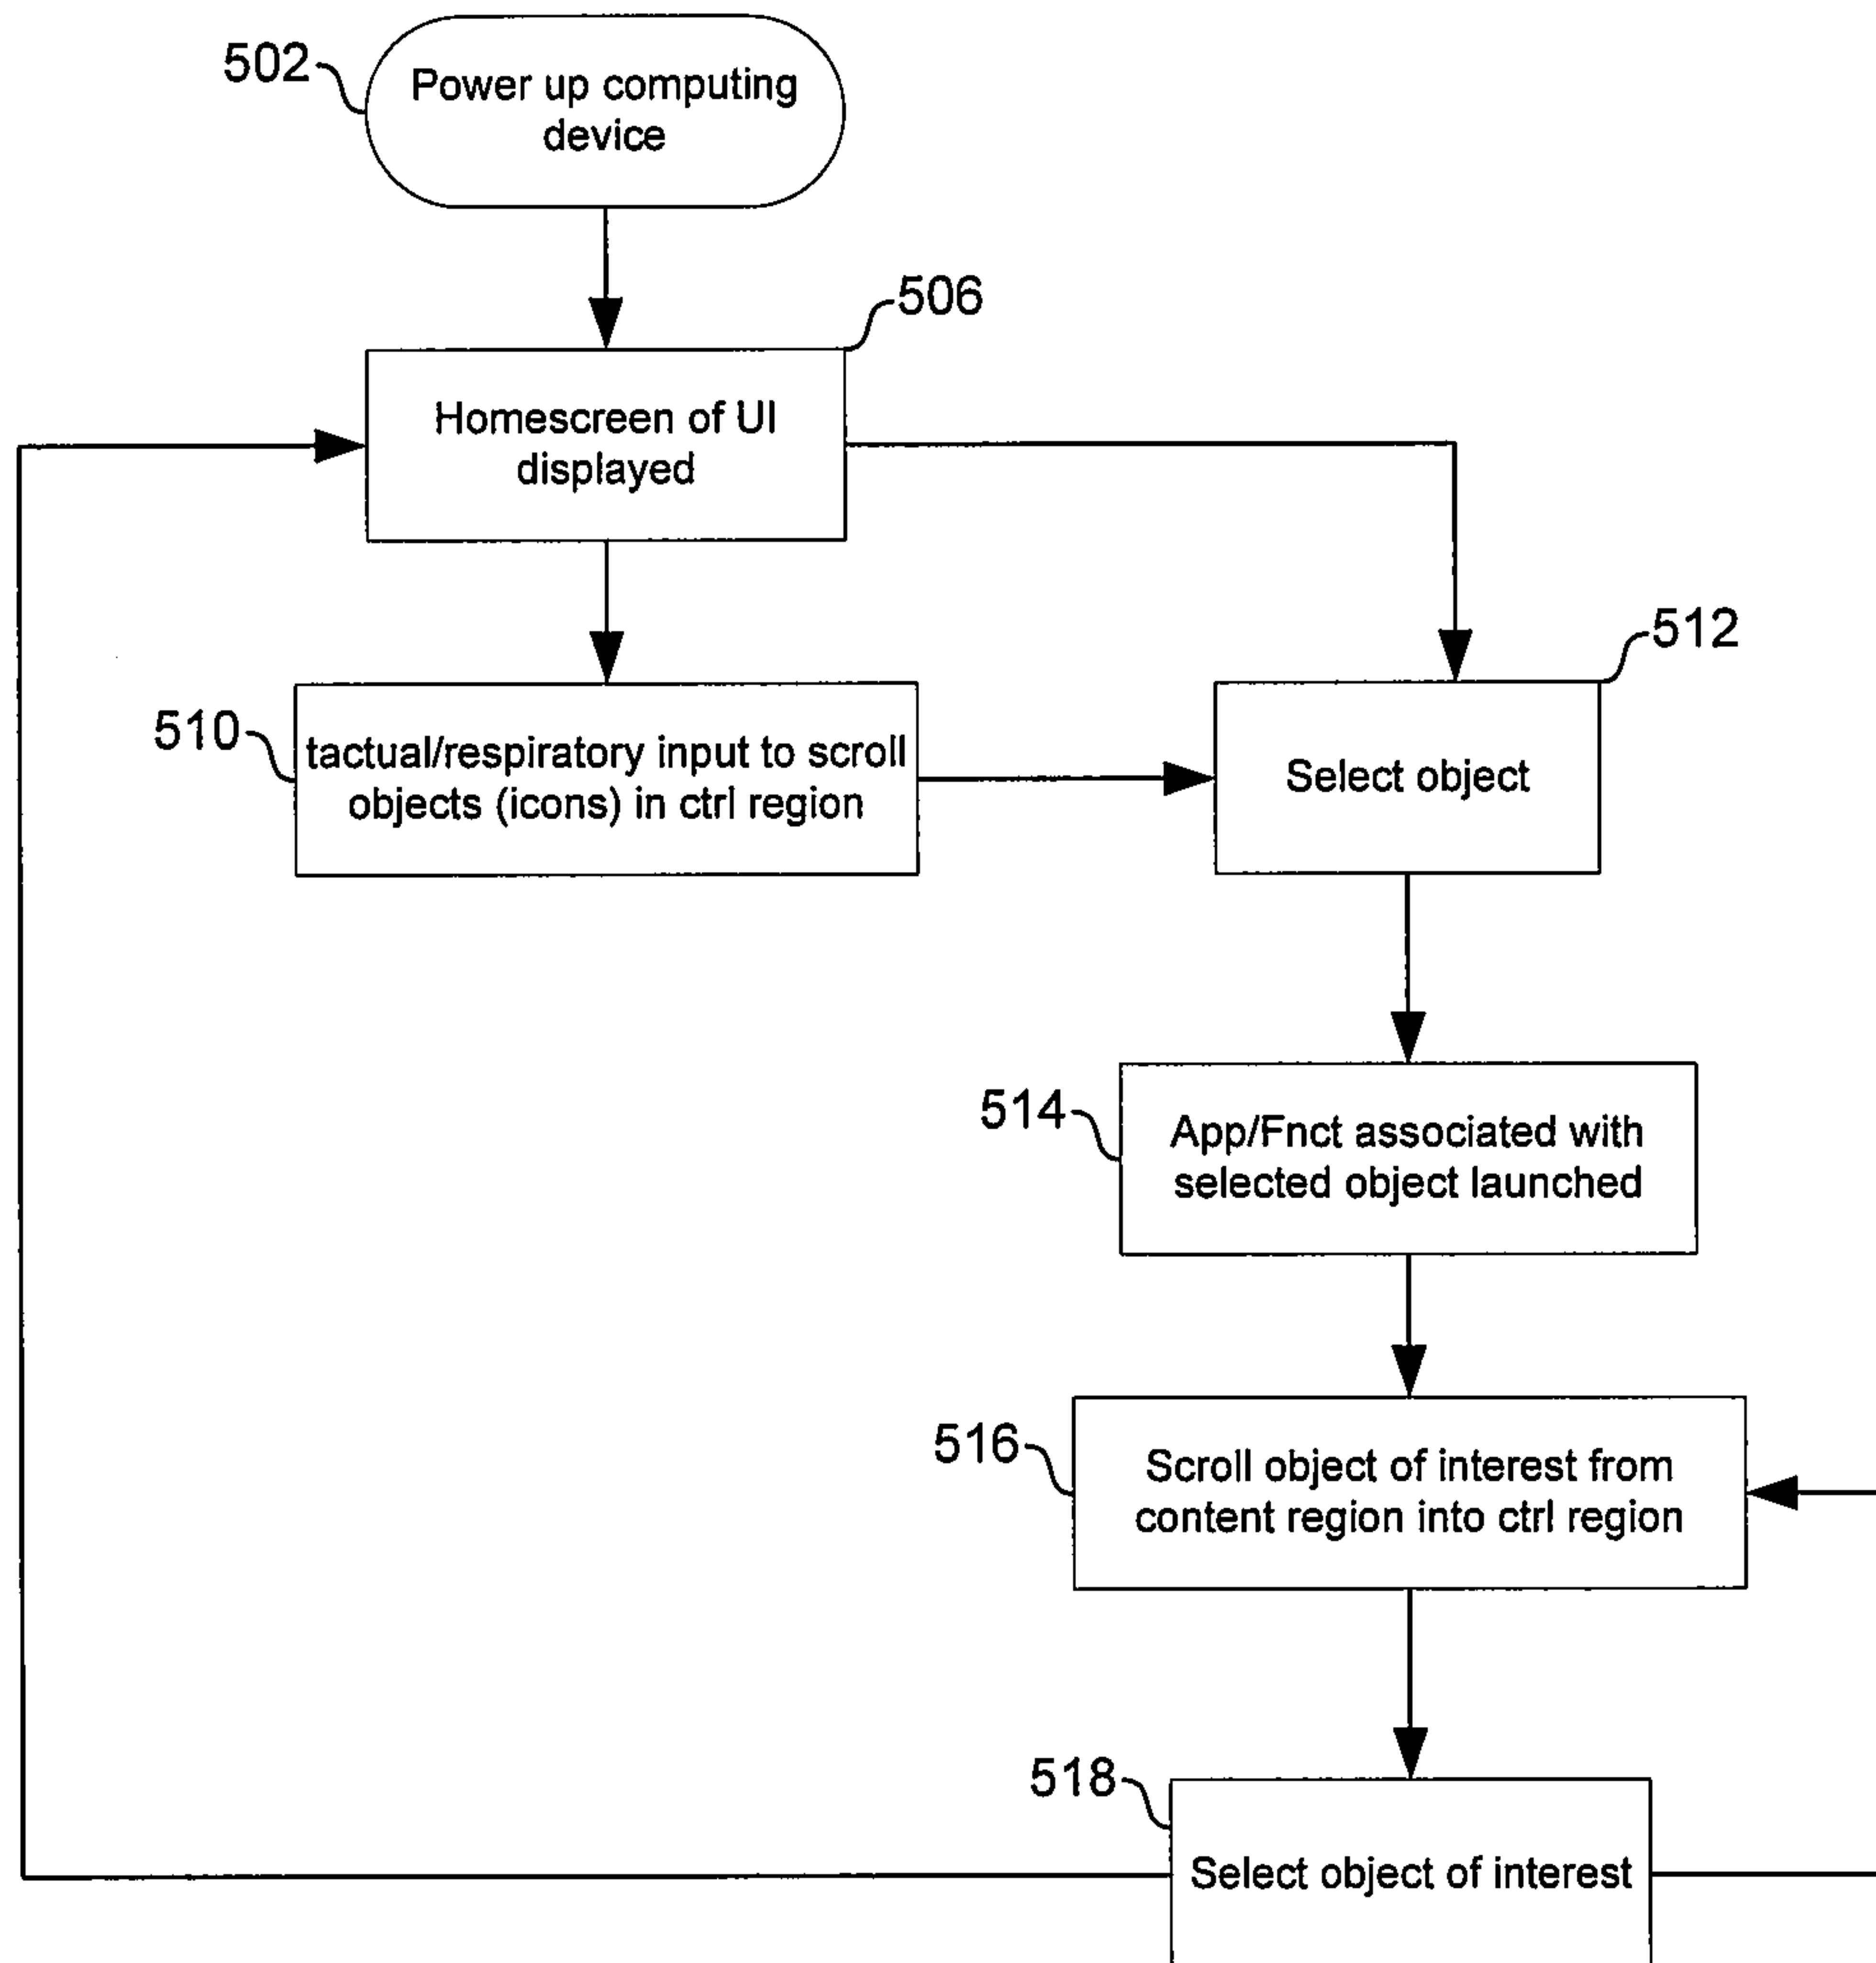 502
Power up computing
device
506
Homescreen of UI
displayed
512
510
tactual/respiratory input to scroll
objects (icons) in ctrl region
Select object
514
App/Fnct associated with
selected object launched
516
Scroll object of interest from
content region into ctrl region
518
Select object of interest